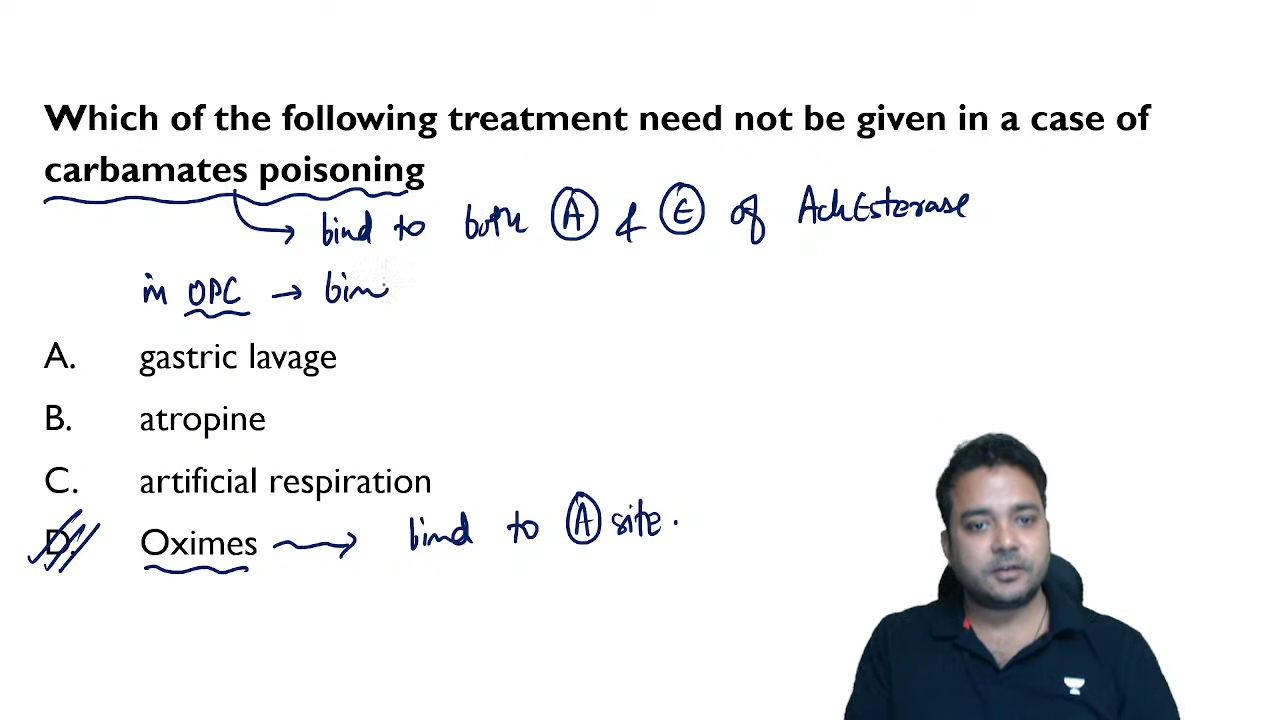 Which of the following treatment need not be given in a case of
carbamates poisoning
bind to both A & E of AchEsterase
in OPC → bin
A. gastric lavage
B. atropine
C. artificial respiration
D. Oximes → bind to A site.